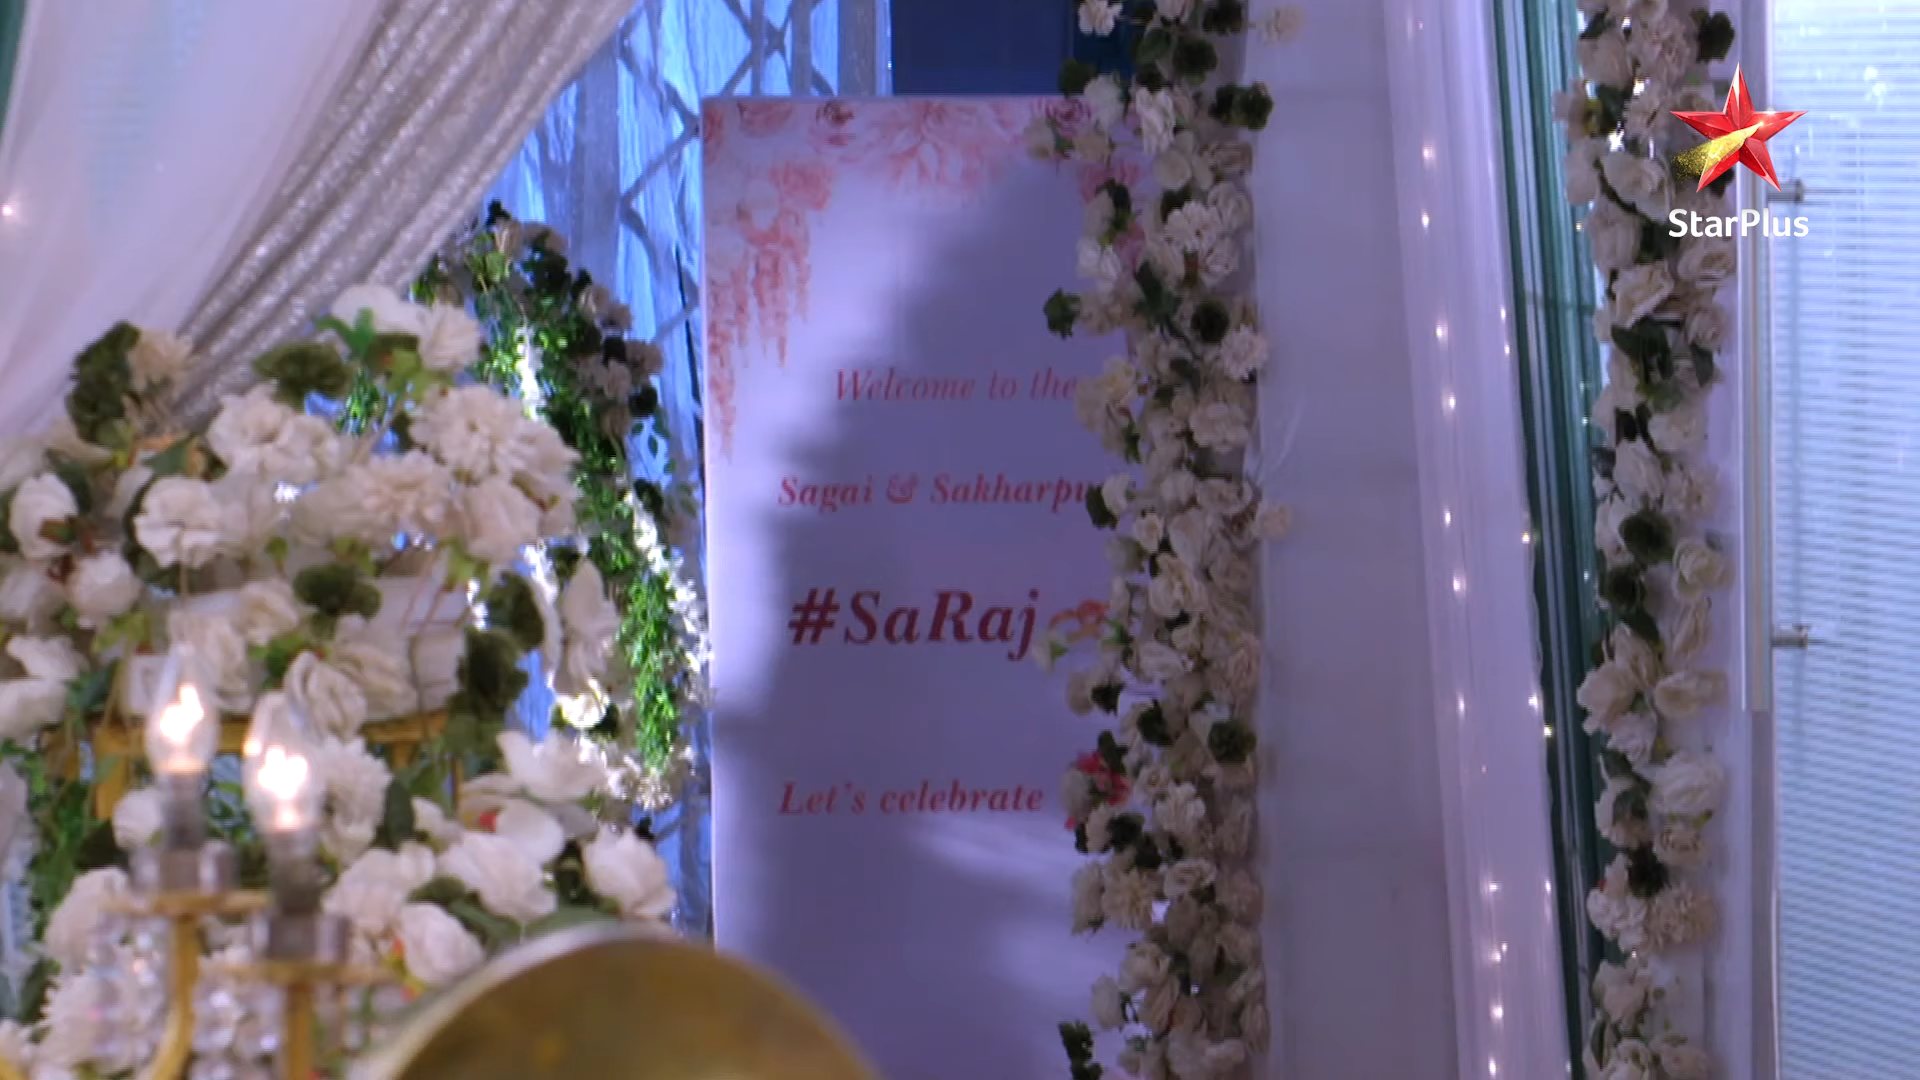 StarPlus
Welcome to the
Sagai & Sakharpu
#SaRaj
Let's celebrate